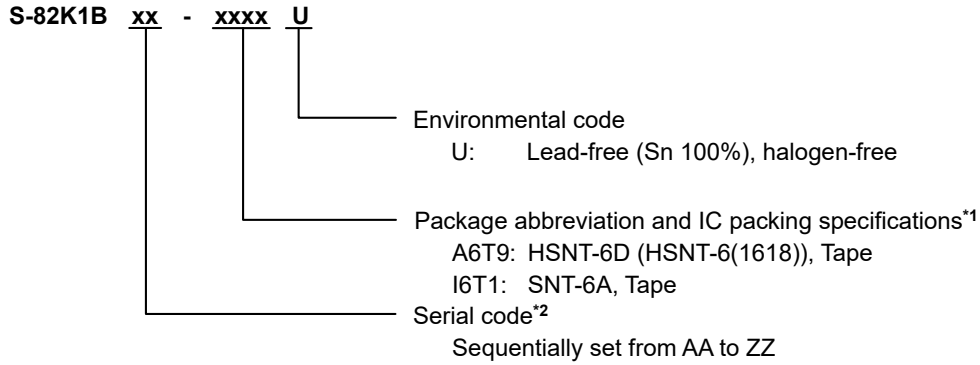 S-82K1B xx - xxxx U
Environmental code
U: Lead-free (Sn 100%), halogen-free
Package abbreviation and IC packing specifications*1
A6T9: HSNT-6D (HSNT-6(1618)), Tape
I6T1: SNT-6A, Tape
Serial code*2
Sequentially set from AA to ZZ